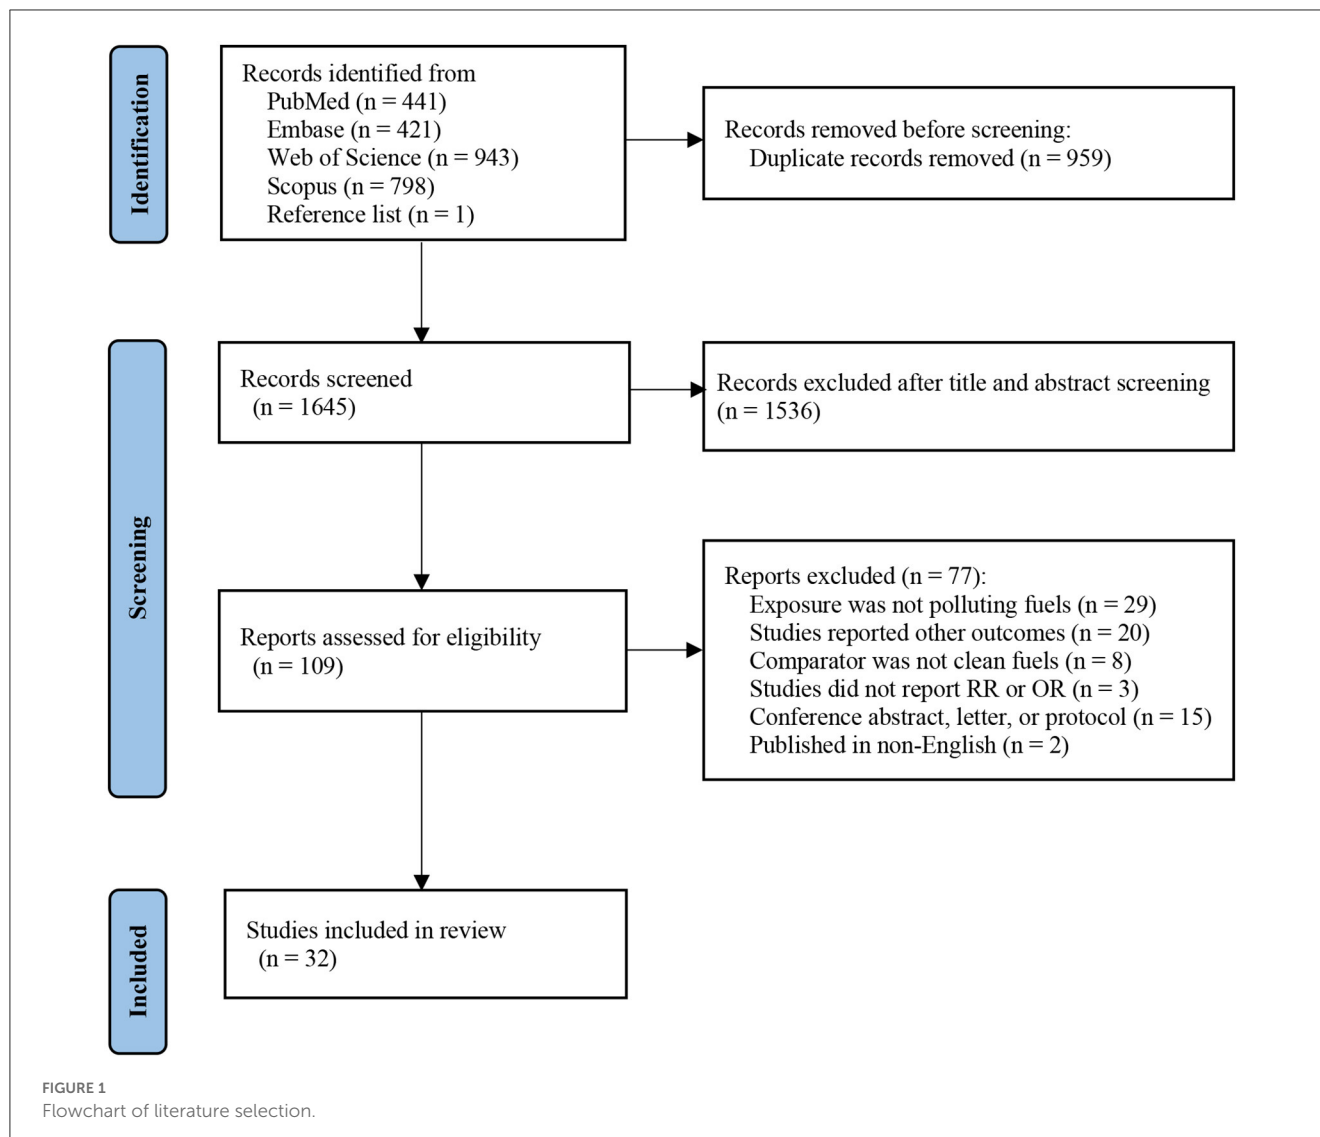 Identification
Records identified from
PubMed (n = 441)
Embase (n = 421)
Web of Science (n = 943)
Scopus (n = 798)
Reference list (n = 1)
Records removed before screening:
Duplicate records removed (n = 959)
Screening
Records screened
(n = 1645)
Records excluded after title and abstract screening
(n = 1536)
Reports assessed for eligibility
(n = 109)
Reports excluded (n = 77):
Exposure was not polluting fuels (n = 29)
Studies reported other outcomes (n = 20)
Comparator was not clean fuels (n = 8)
Studies did not report RR or OR (n = 3)
Conference abstract, letter, or protocol (n = 15)
Published in non-English (n = 2)
Included
Studies included in review
(n = 32)
FIGURE 1
Flowchart of literature selection.